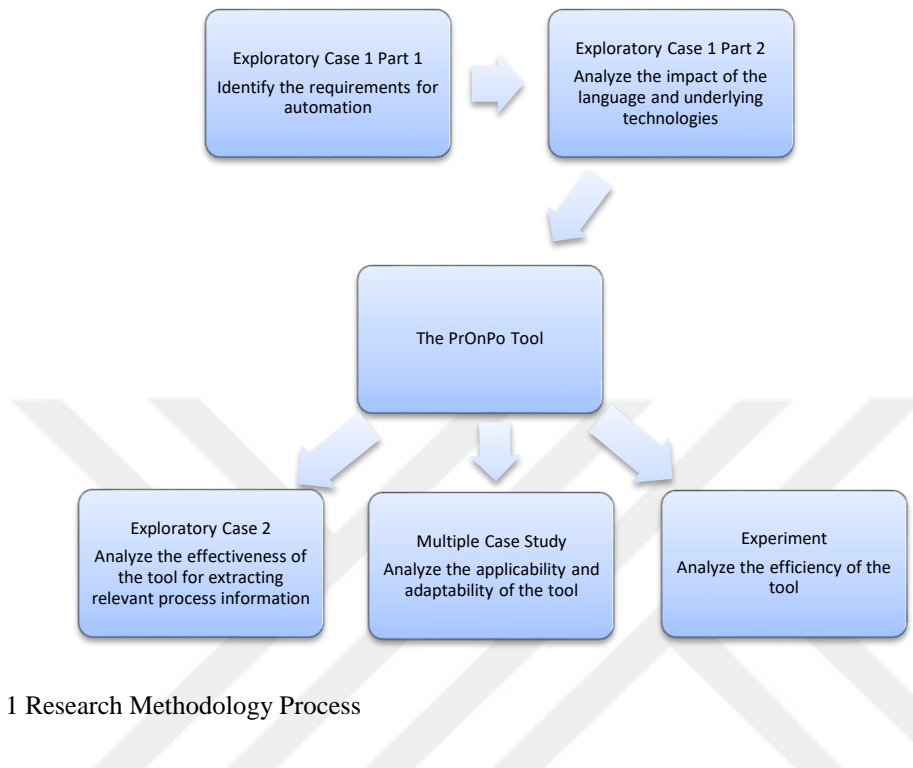 Exploratory Case 1 Part 1
Identify the requirements for
automation
Exploratory Case 1 Part 2
Analyze the impact of the
language and underlying
technologies
The PrOnPo Tool
Exploratory Case 2
Analyze the effectiveness of
the tool for extracting
relevant process information
Multiple Case Study
Analyze the applicability and
adaptability of the tool
Experiment
Analyze the efficiency of the
tool
1 Research Methodology Process